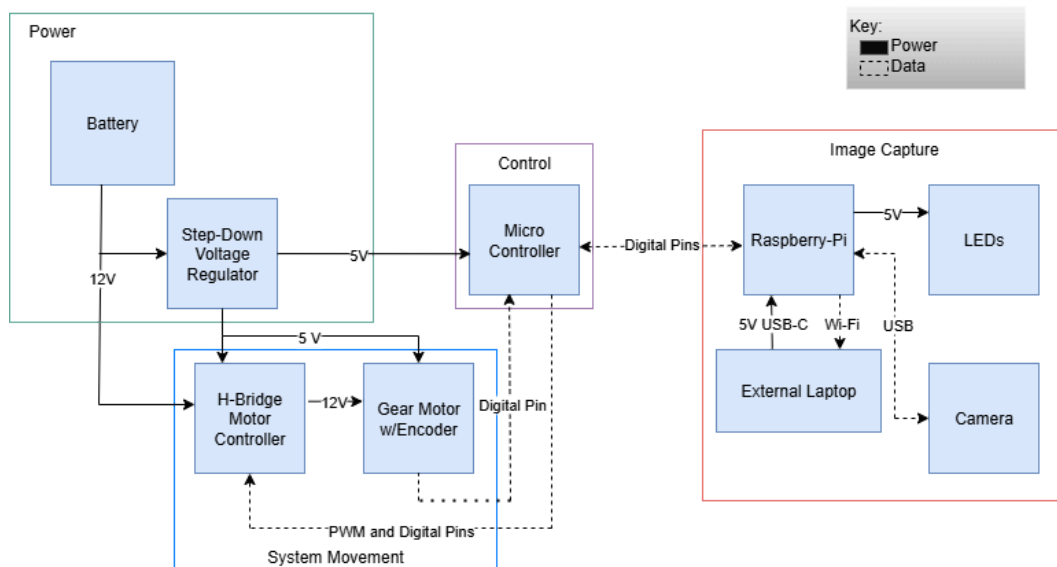 Power
Key:
Power
Data
Battery
Control
Image Capture
Step-Down
Voltage
Regulator
Micro
Controller
Raspberry-Pi
LEDs
5V
5V
Digital Pins
12V
5V USB-C
Wi-Fi
USB
5 V
H-Bridge
Motor
Controller
12V
Gear Motor
w/Encoder
Digital Pin
External Laptop
Camera
PWM and Digital Pins
System Movement